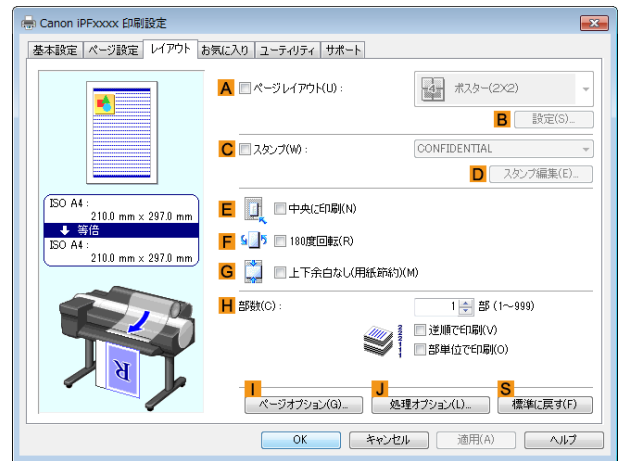 Canon iPFxxxx 印刷設定
基本設定 ページ設定 レイアウト お気に入り ユーティリティ サポート
A ページレイアウト(U) : ポスター(2X2)
B 設定(S)...
C スタンプ(W) : CONFIDENTIAL
D スタンプ編集(E)...
ISO A4 :
210.0 mm x 297.0 mm
等倍
ISO A4 :
210.0 mm x 297.0 mm
E 中央に印刷(N)
F 180度回転(R)
G 上下余白なし(用紙節約)(M)
H 部数(C) : 1 部 (1～999)
逆順で印刷(V)
部単位で印刷(O)
I ページオプション(G)... J 処理オプション(L)... S 標準に戻す(F)
OK キャンセル 適用(A) ヘルプ